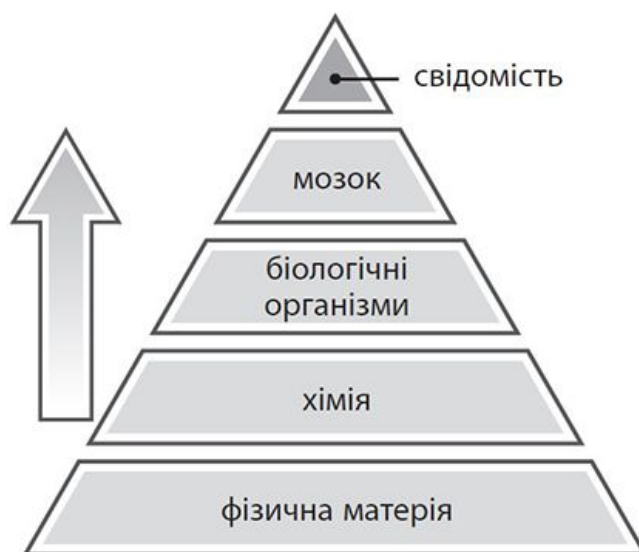 свідомість
мозок
біологічні
організми
хімія
фізична матерія